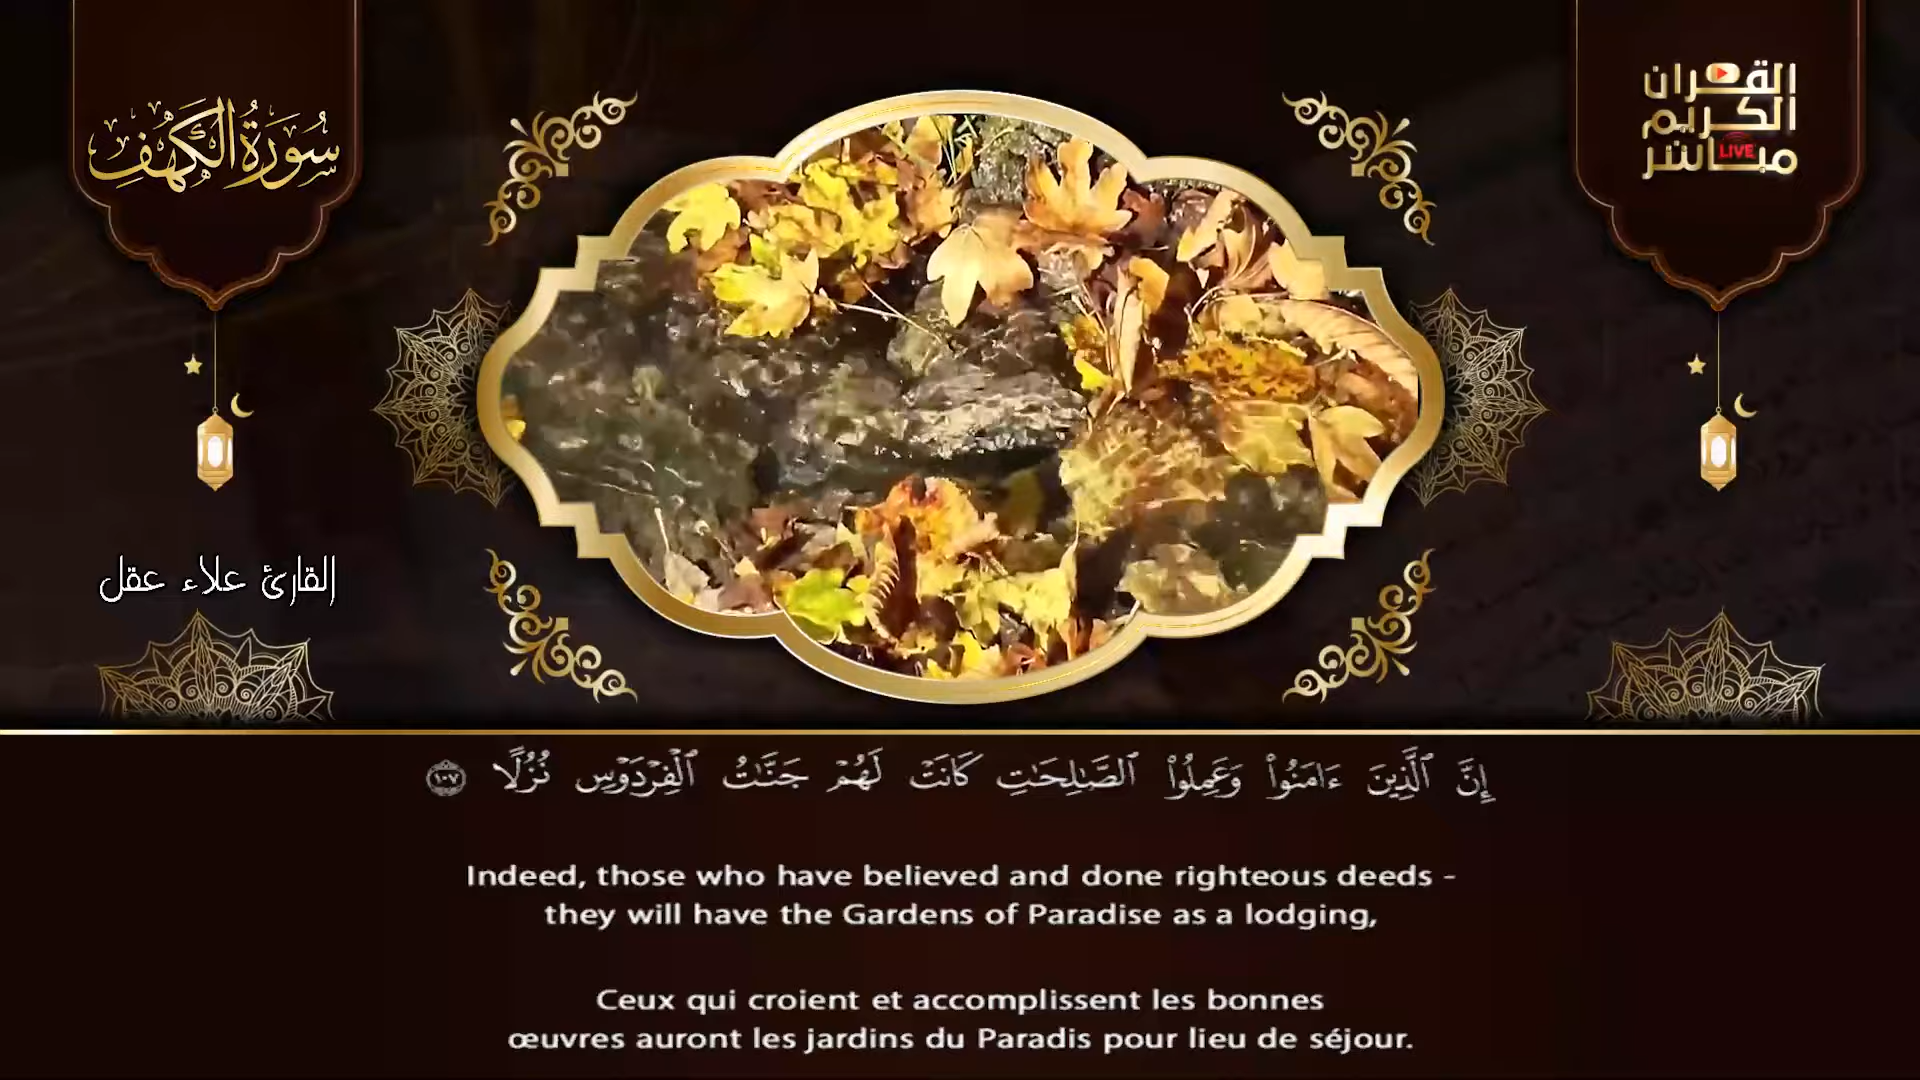 سُورَةُ الكَهْفِ
القرآن
الكريم
مباشر
LIVE
القارئ علاء عقل
إِنَّ ٱلَّذِينَ ءَامَنُوا۟ وَعَمِلُوا۟ ٱلصَّـٰلِحَـٰتِ كَانَتْ لَهُمْ جَنَّـٰتُ ٱلْفِرْدَوْسِ نُزُلًا ١٠٧
Indeed, those who have believed and done righteous deeds -
they will have the Gardens of Paradise as a lodging,
Ceux qui croient et accomplissent les bonnes
œuvres auront les jardins du Paradis pour lieu de séjour.